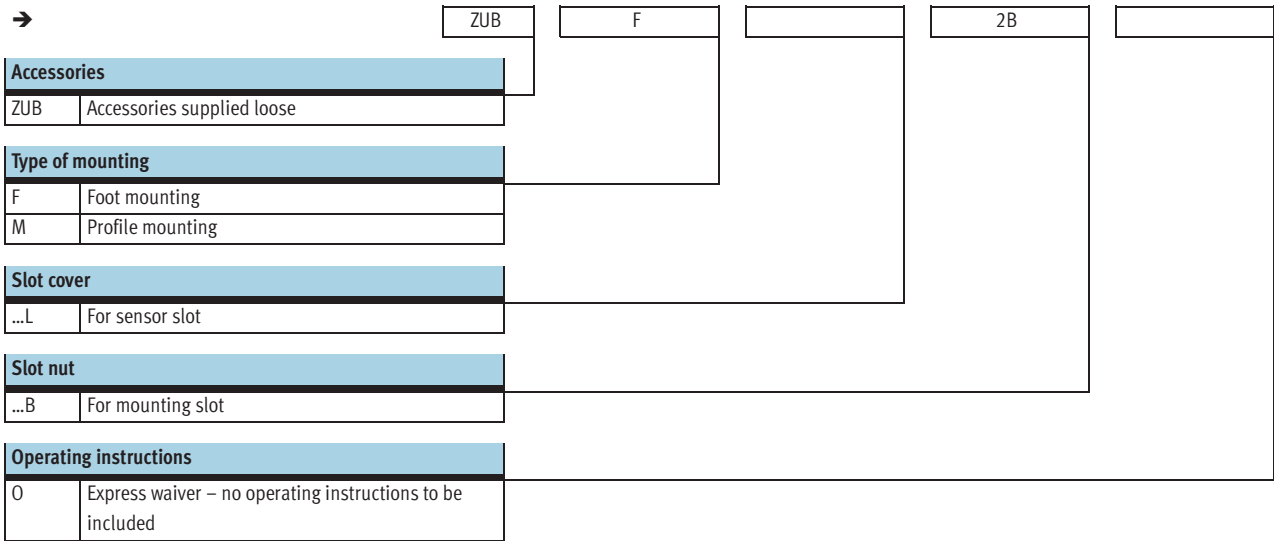 ➔ ZUB F 2B
Accessories
ZUB Accessories supplied loose
Type of mounting
F Foot mounting
M Profile mounting
Slot cover
...L For sensor slot
Slot nut
...B For mounting slot
Operating instructions
O Express waiver – no operating instructions to be
included